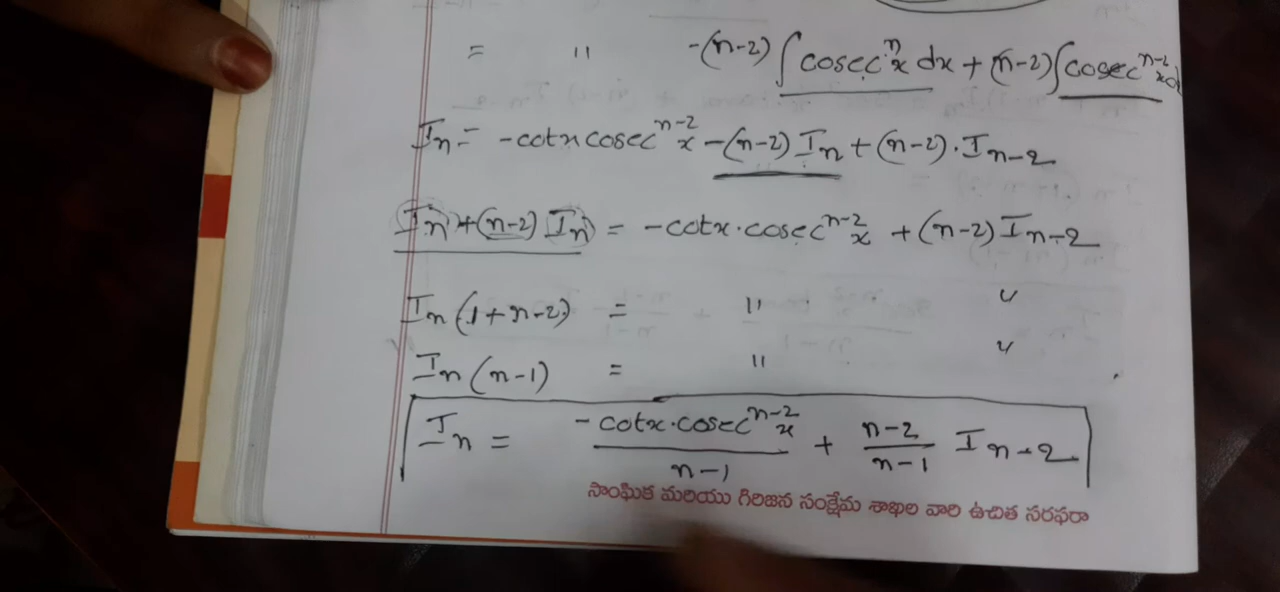 = " -(n-2) ∫cosecⁿx dx + (n-2) ∫cosecⁿ⁻²x d
Iₙ = -cotx cosecⁿ⁻²x -(n-2) Iₙ + (n-2). Iₙ₋₂
Iₙ + (n-2) Iₙ = -cotx.cosecⁿ⁻²x + (n-2) Iₙ₋₂
Iₙ (1+n-2) = " "
Iₙ (n-1) = " "
Iₙ = -cotx.cosecⁿ⁻²x / n-1 + n-2 / n-1 Iₙ₋₂
సాంఘిక మరియు గిరిజన సంక్షేమ శాఖల వారి ఉచిత సరఫరా